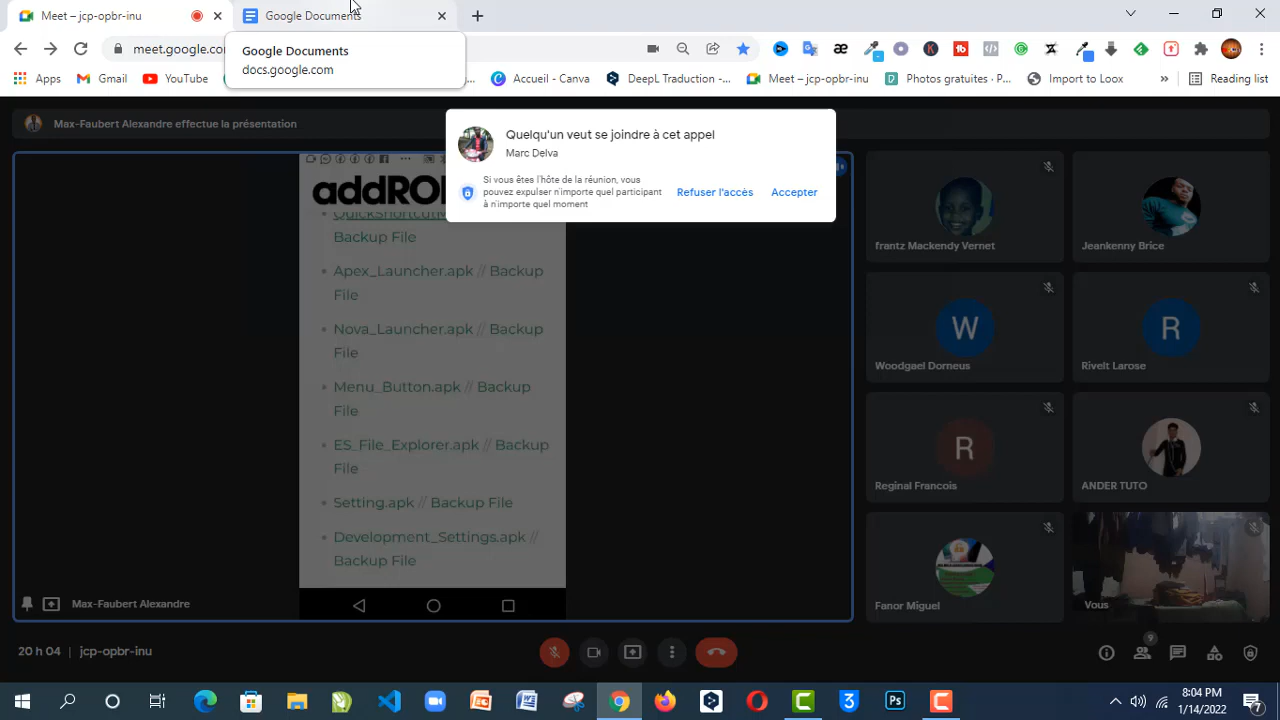 Meet – jcp-opbr-inu
Google Documents
meet.google.co
Google Documents
docs.google.com
Apps
Gmail
YouTube
Accueil - Canva
DeepL Traduction -...
Meet – jcp-opbr-inu
Photos gratuites - P...
Import to Loox
»
Reading list
Max-Faubert Alexandre effectue la présentation
Quelqu'un veut se joindre à cet appel
Marc Delva
Si vous êtes l'hôte de la réunion, vous
pouvez expulser n'importe quel participant
à n'importe quel moment
Refuser l'accès
Accepter
addRO
Backup File
Apex_Launcher.apk // Backup
File
Nova_Launcher.apk // Backup
File
Menu_Button.apk // Backup
File
ES_File_Explorer.apk // Backup
File
Setting.apk // Backup File
Development_Settings.apk //
Backup File
Max-Faubert Alexandre
frantz Mackendy Vernet
Jeankenny Brice
W
Woodgael Dorneus
R
Rivelt Larose
R
Reginal Francois
ANDER TUTO
Fanor Miguel
Vous
20 h 04 | jcp-opbr-inu
9
8:04 PM
1/14/2022
7